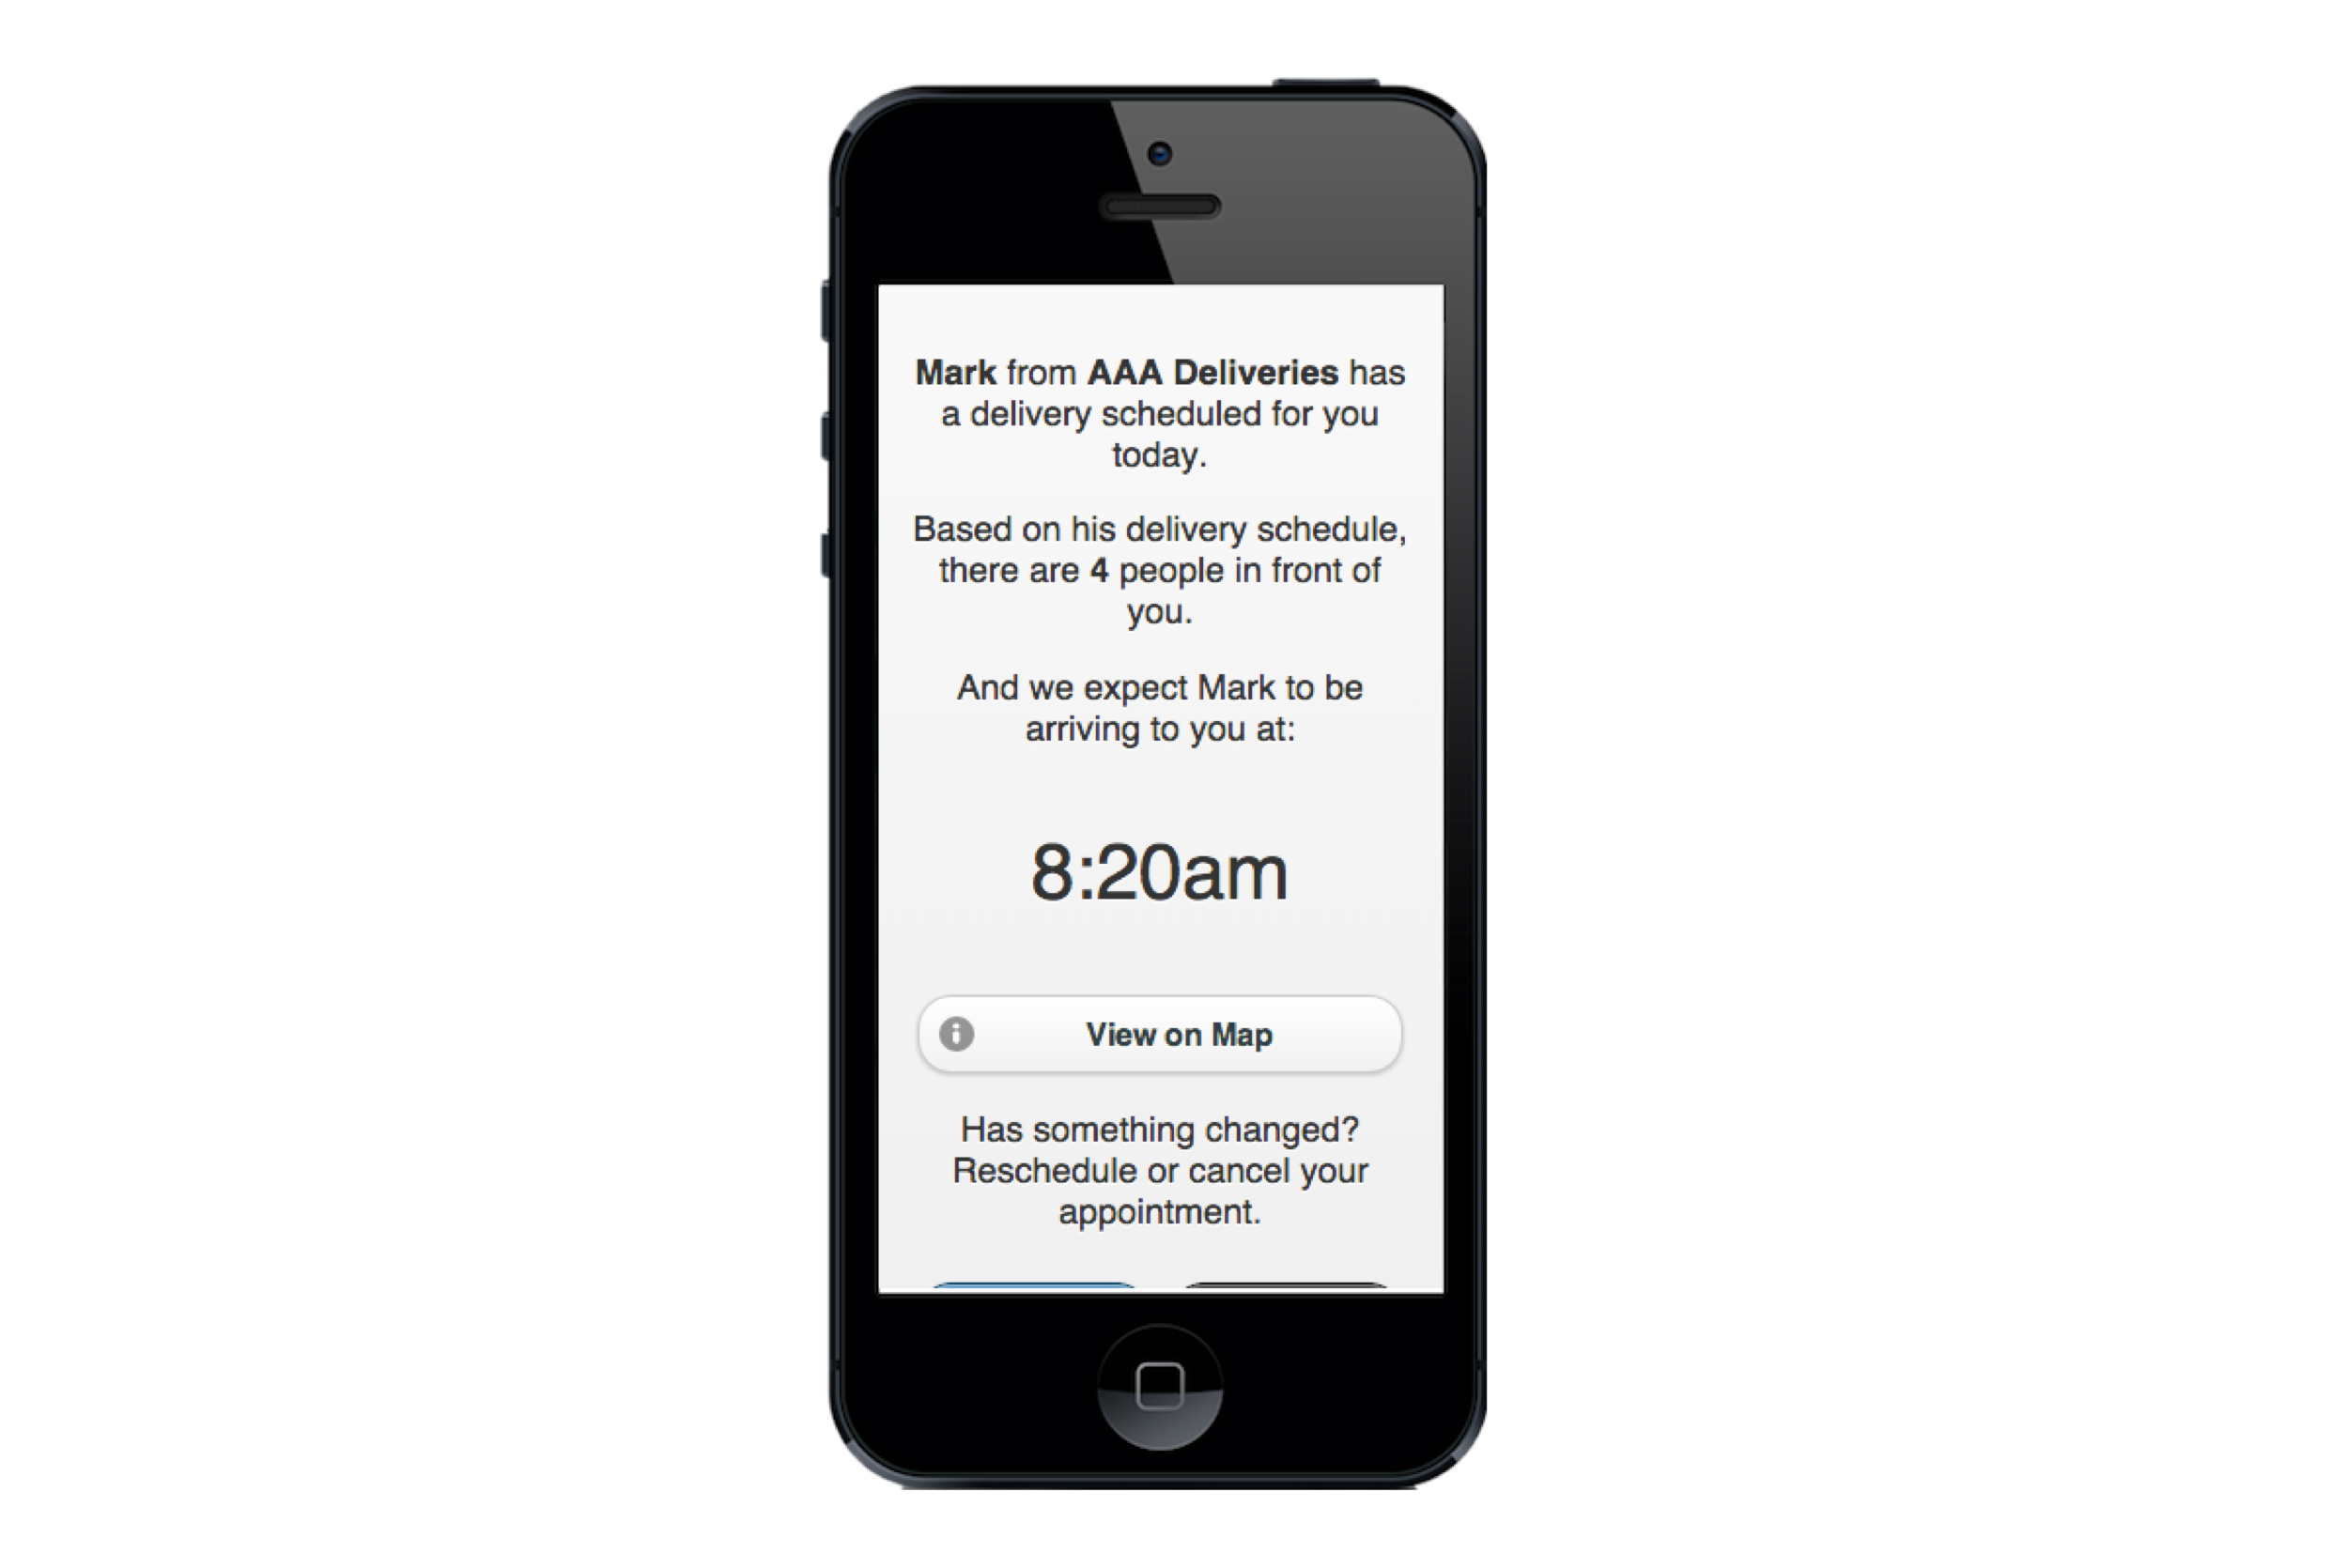 Mark from AAA Deliveries has
a delivery scheduled for you
today.
Based on his delivery schedule,
there are 4 people in front of
you.
And we expect Mark to be
arriving to you at:
8:20am
View on Map
Has something changed?
Reschedule or cancel your
appointment.